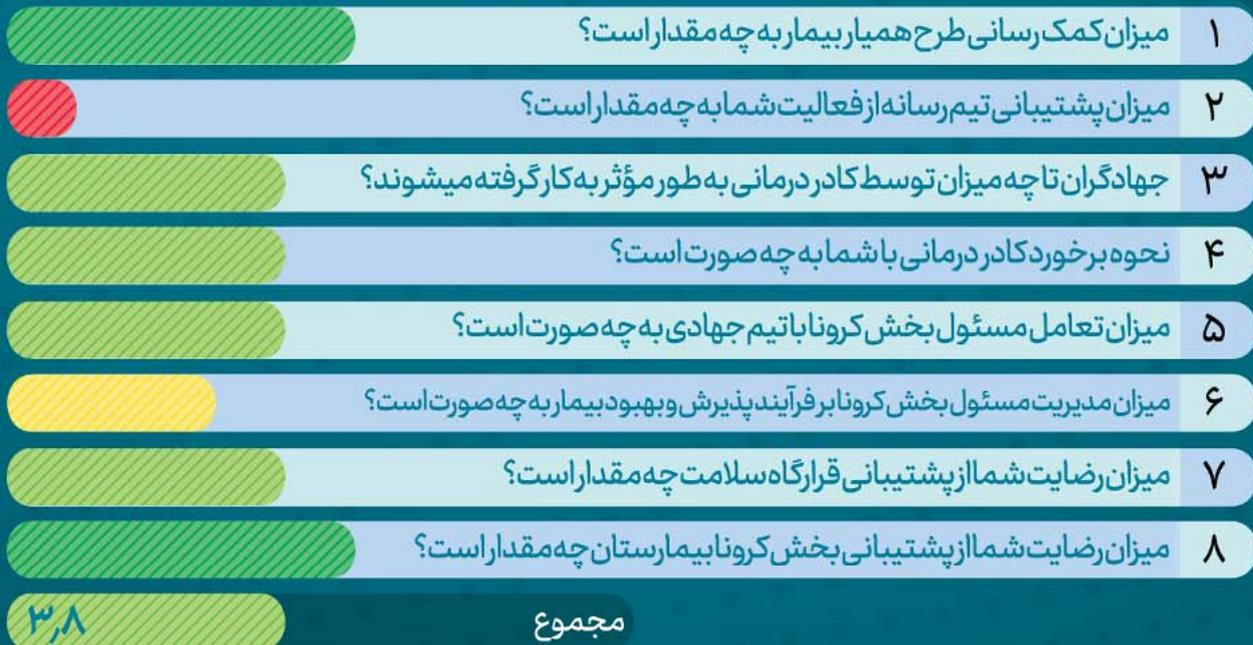 ۱ میزان کمک رسانی طرح همیار بیمار به چه مقدار است؟
۲ میزان پشتیبانی تیم رسانه از فعالیت شما به چه مقدار است؟
۳ جهادگران تا چه میزان توسط کادر درمانی به طور مؤثر به کار گرفته میشوند؟
۴ نحوه برخورد کادر درمانی با شما به چه صورت است؟
۵ میزان تعامل مسئول بخش کرونا با تیم جهادی به چه صورت است؟
۶ میزان مدیریت مسئول بخش کرونا بر فرآیند پذیرش و بهبود بیمار به چه صورت است؟
۷ میزان رضایت شما از پشتیبانی قرارگاه سلامت چه مقدار است؟
۸ میزان رضایت شما از پشتیبانی بخش کرونا بیمارستان چه مقدار است؟
مجموع ۳٫۸